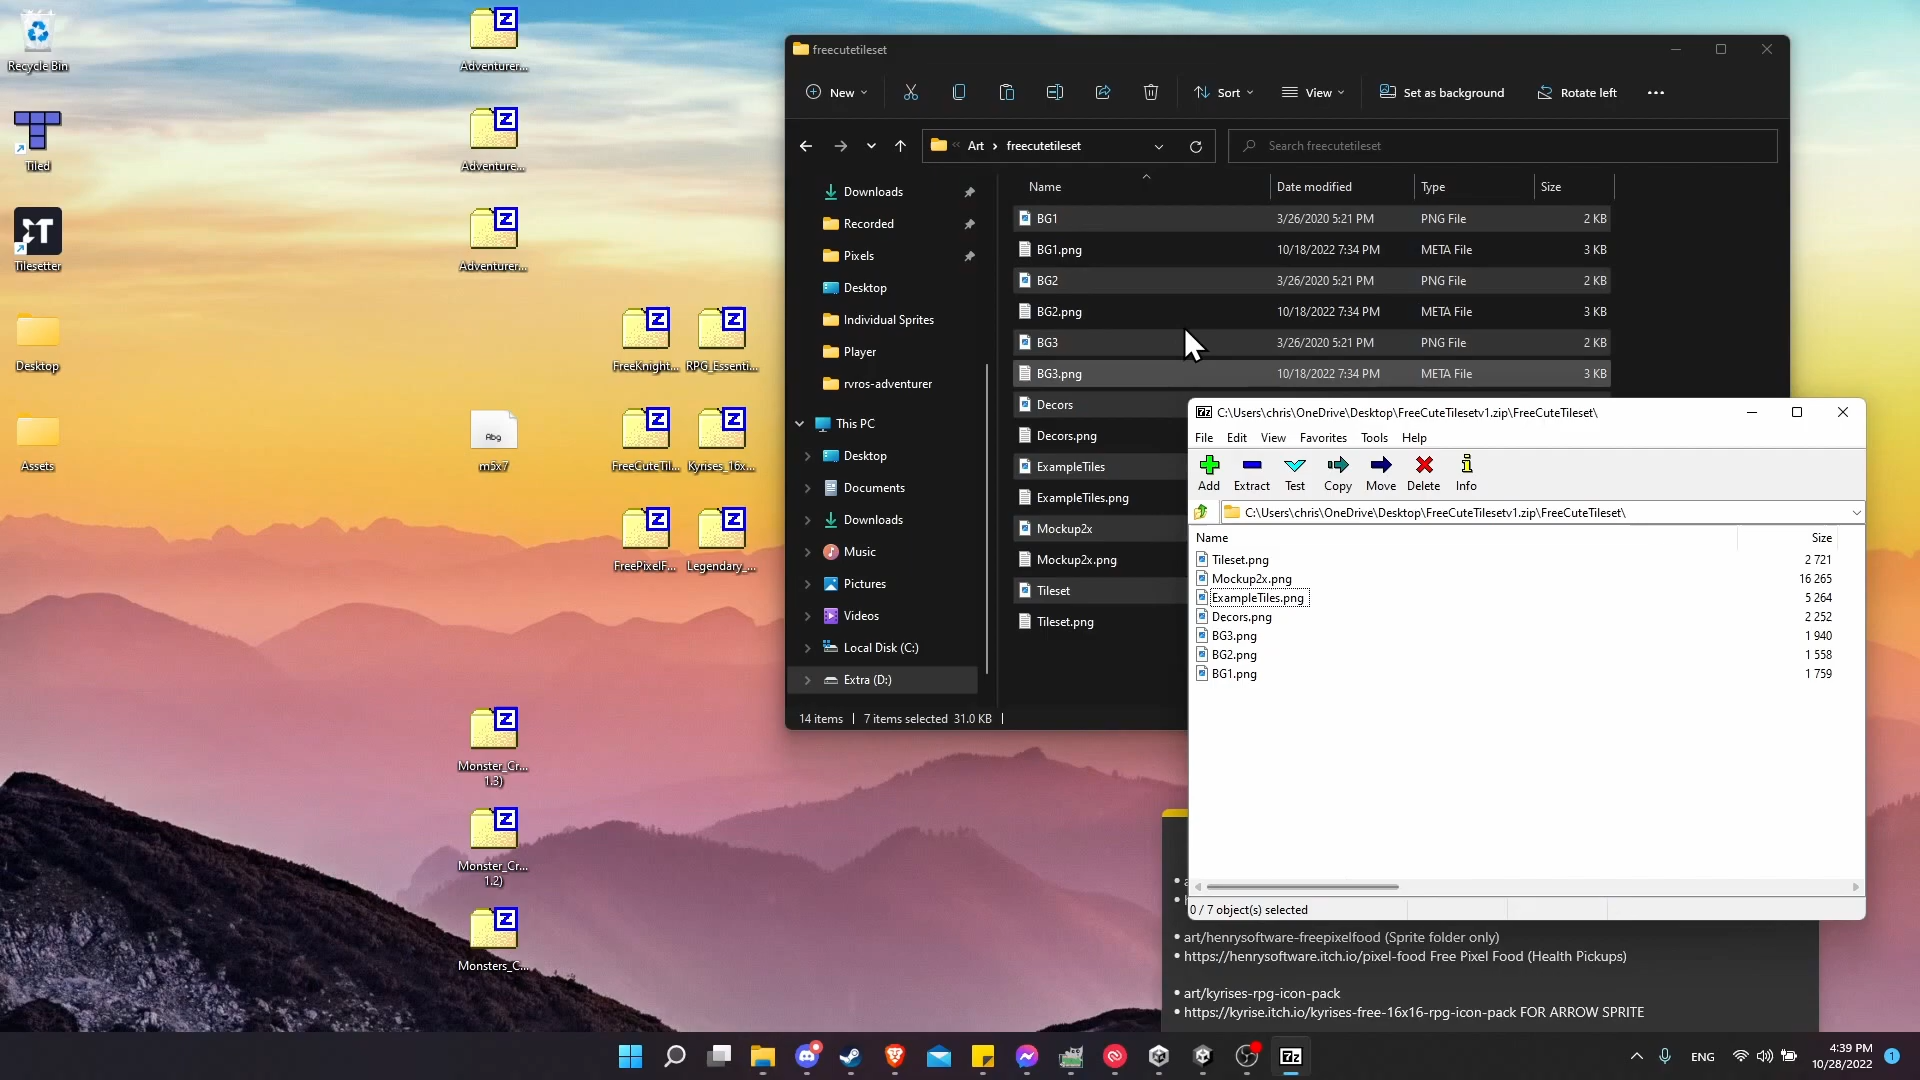 Recycle Bin
Tiled
Tilesetter
Desktop
Assets
Adventurer...
Adventure...
Adventurer...
Abg
m5x7
FreeKnight...
RPG_Essenti...
FreeCuteTil...
Kyrises_16x...
FreePixelF...
Legendary_...
Monster_Cr...
1.3)
Monster_Cr...
1.2)
Monsters_C...
freecutetileset
New
Sort
View
Set as background
Rotate left
Art > freecutetileset
Search freecutetileset
Downloads
Recorded
Pixels
Desktop
Individual Sprites
Player
rvros-adventurer
This PC
Desktop
Documents
Downloads
Music
Pictures
Videos
Local Disk (C:)
Extra (D:)
Name Date modified Type Size
BG1 3/26/2020 5:21 PM PNG File 2 KB
BG1.png 10/18/2022 7:34 PM META File 3 KB
BG2 3/26/2020 5:21 PM PNG File 2 KB
BG2.png 10/18/2022 7:34 PM META File 3 KB
BG3 3/26/2020 5:21 PM PNG File 2 KB
BG3.png 10/18/2022 7:34 PM META File 3 KB
Decors
Decors.png
ExampleTiles
ExampleTiles.png
Mockup2x
Mockup2x.png
Tileset
Tileset.png
14 items 7 items selected 31.0 KB
7z C:\Users\chris\OneDrive\Desktop\FreeCuteTilesetv1.zip\FreeCuteTileset\
File Edit View Favorites Tools Help
Add Extract Test Copy Move Delete Info
C:\Users\chris\OneDrive\Desktop\FreeCuteTilesetv1.zip\FreeCuteTileset\
Name Size
Tileset.png 2 721
Mockup2x.png 16 265
ExampleTiles.png 5 264
Decors.png 2 252
BG3.png 1 940
BG2.png 1 558
BG1.png 1 759
0 / 7 object(s) selected
• art/henrysoftware-freepixelfood (Sprite folder only)
• https://henrysoftware.itch.io/pixel-food Free Pixel Food (Health Pickups)
• art/kyrises-rpg-icon-pack
• https://kyrise.itch.io/kyrises-free-16x16-rpg-icon-pack FOR ARROW SPRITE
7z
ENG
4:39 PM
10/28/2022
1